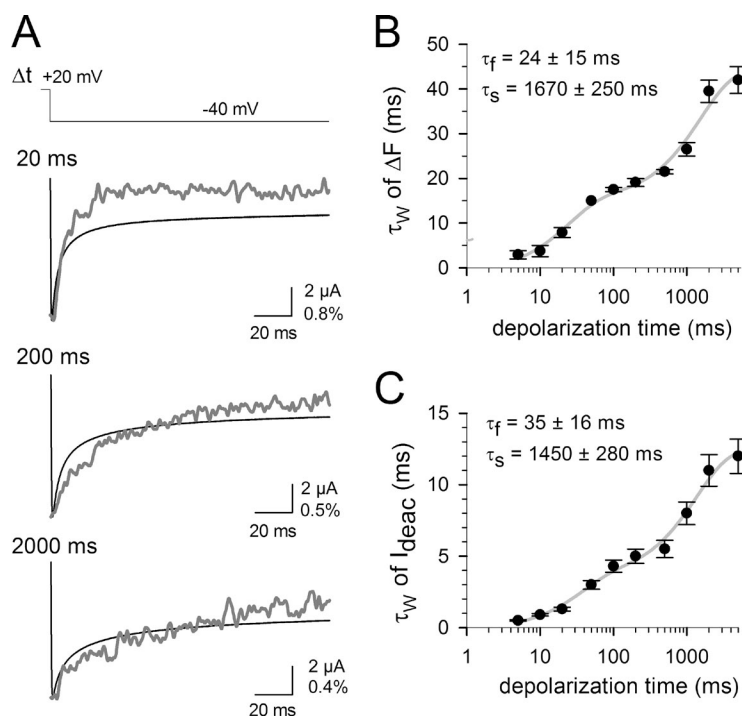 A
Δt +20 mV
-40 mV
20 ms
2 µA
0.8%
20 ms
200 ms
2 µA
0.5%
20 ms
2000 ms
2 µA
0.4%
20 ms
B
τf = 24 ± 15 ms
τs = 1670 ± 250 ms
τW of ΔF (ms)
50
40
30
20
10
0
1 10 100 1000
depolarization time (ms)
C
τf = 35 ± 16 ms
τs = 1450 ± 280 ms
τW of Ideac (ms)
15
10
5
0
1 10 100 1000
depolarization time (ms)